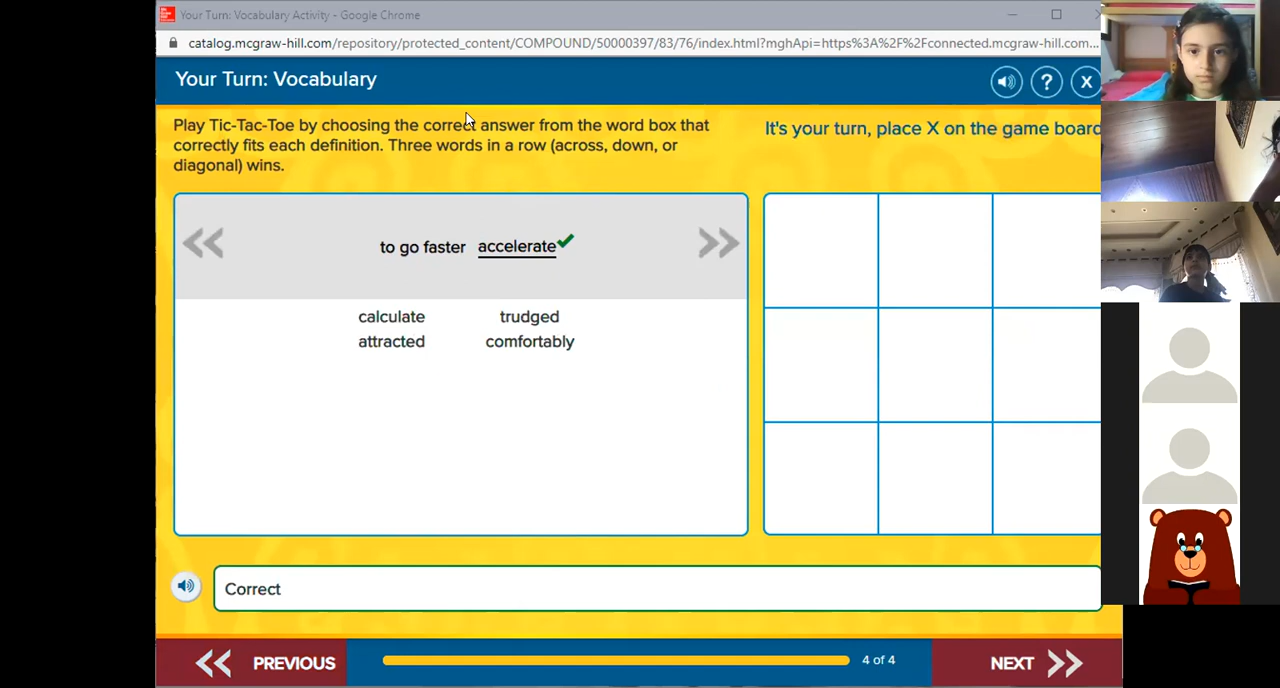 Your Turn: Vocabulary Activity - Google Chrome
catalog.mcgraw-hill.com/repository/protected_content/COMPOUND/50000397/83/76/index.html?mghApi=https%3A%2F%2Fconnected.mcgraw-hill.com...
Your Turn: Vocabulary
?
X
Play Tic-Tac-Toe by choosing the correct answer from the word box that
correctly fits each definition. Three words in a row (across, down, or
diagonal) wins.
It's your turn, place X on the game board
to go faster accelerate
calculate trudged
attracted comfortably
Correct
PREVIOUS
4 of 4
NEXT